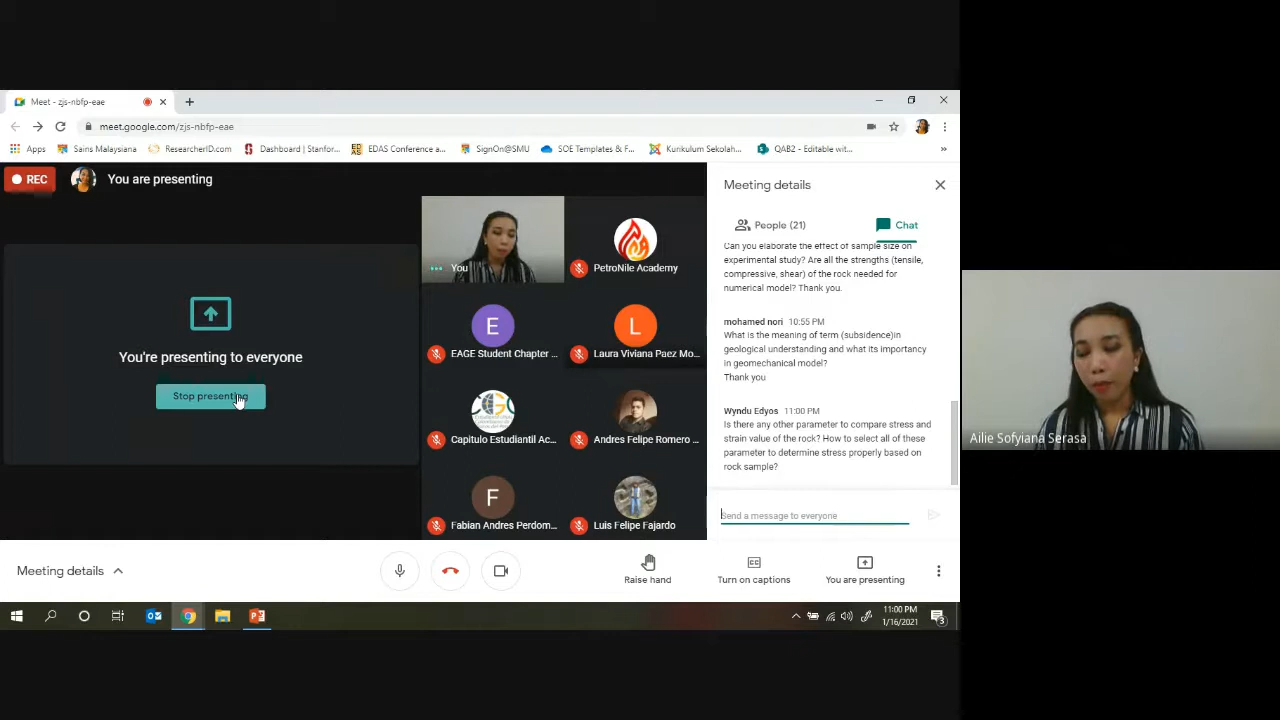 Meet - zjs-nbfp-eae
meet.google.com/zjs-nbfp-eae
Apps
Sains Malaysiana
ResearcherID.com
Dashboard | Stanfor...
EDAS Conference a...
SignOn@SMU
SOE Templates & F...
Kurikulum Sekolah...
QAB2 - Editable wit...
REC
You are presenting
You're presenting to everyone
Stop presenting
You
PetroNile Academy
E
EAGE Student Chapter ...
L
Laura Viviana Paez Mo...
Capitulo Estudiantil Ac...
Andres Felipe Romero ...
F
Fabian Andres Perdom...
Luis Felipe Fajardo
Meeting details
People (21)
Chat
Can you elaborate the effect of sample size on
experimental study? Are all the strengths (tensile,
compressive, shear) of the rock needed for
numerical model? Thank you.
mohamed nori 10:55 PM
What is the meaning of term (subsidence)in
geological understanding and what its importancy
in geomechanical model?
Thank you
Wyndu Edyos 11:00 PM
Is there any other parameter to compare stress and
strain value of the rock? How to select all of these
parameter to determine stress properly based on
rock sample?
Send a message to everyone
Meeting details
Raise hand
Turn on captions
You are presenting
11:00 PM
1/16/2021
3
Ailie Sofyiana Serasa